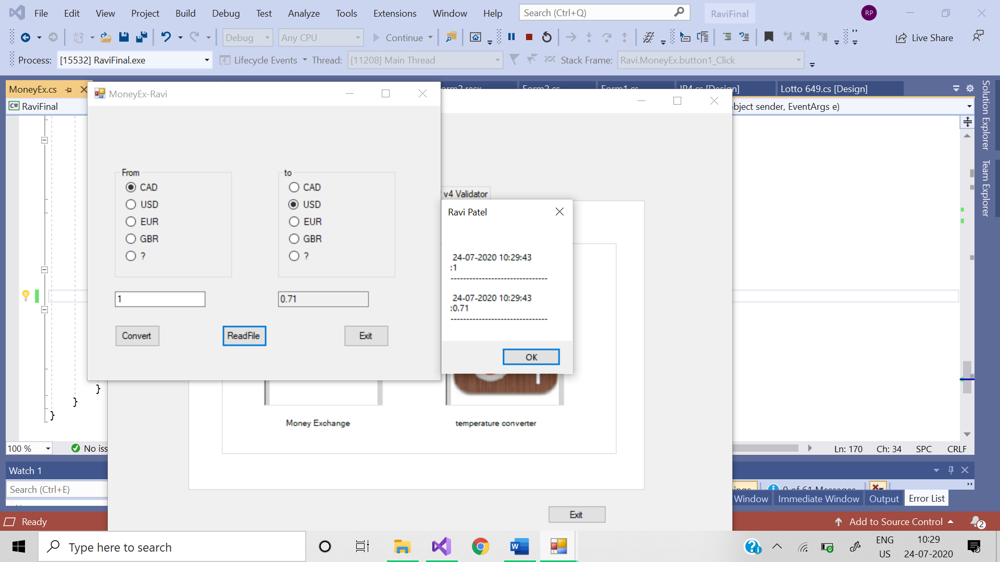 File Edit View Project Build Debug Test Analyze Tools Extensions Window Help Search (Ctrl+Q) RaviFinal RP
Debug Any CPU Continue Live Share
Process: [15532] RaviFinal.exe Lifecycle Events Thread: [11208] Main Thread Stack Frame: Ravi.MoneyEx.button1_Click
MoneyEx.cs Form2.cs Form1.cs [Design] Lotto 649.cs [Design]
C# RaviFinal object sender, EventArgs e)
MoneyEx-Ravi
From
CAD
USD
EUR
GBR
?
to
CAD
USD
EUR
GBR
?
1
0.71
Convert ReadFile Exit
v4 Validator
Ravi Patel
24-07-2020 10:29:43
:1
-------------------------------
24-07-2020 10:29:43
:0.71
-------------------------------
OK
Money Exchange temperature converter
Exit
}
}
}
100 % No iss
Ln: 170 Ch: 34 SPC CRLF
Watch 1
Search (Ctrl+E)
0 of 61 Messages
Window Immediate Window Output Error List
Solution Explorer
Team Explorer
Ready Add to Source Control 2
Type here to search
ENG
US
10:29
24-07-2020